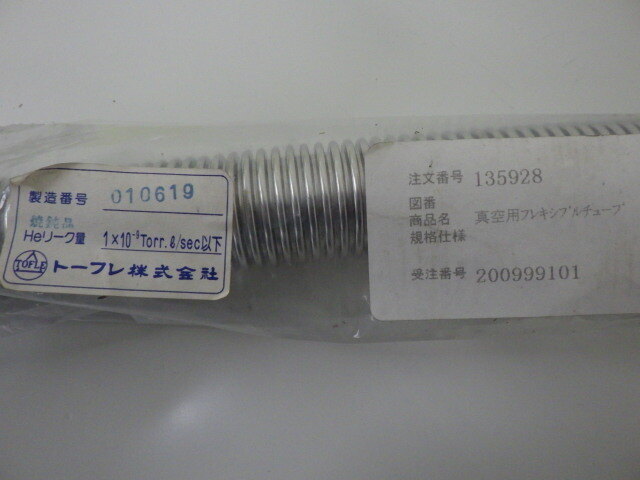 製造番号 010619
焼鈍品
Heリーク量 1×10⁻⁹Torr.ℓ/sec以下
TOFLE トーフレ株式会社
注文番号 135928
図番
商品名 真空用フレキシブルチューブ
規格仕様
受注番号 200999101